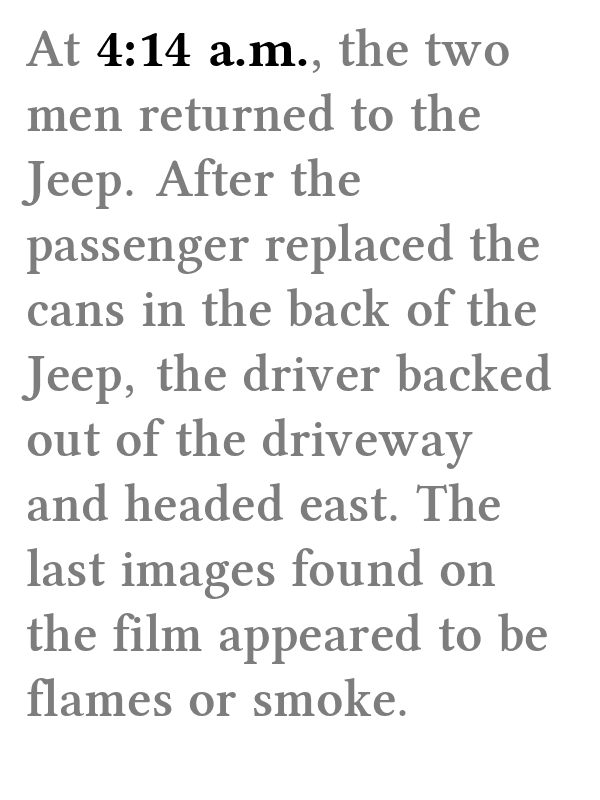 At 4:14 a.m., the two
men returned to the
Jeep. After the
passenger replaced the
cans in the back of the
Jeep, the driver backed
out of the driveway
and headed east. The
last images found on
the film appeared to be
flames or smoke.